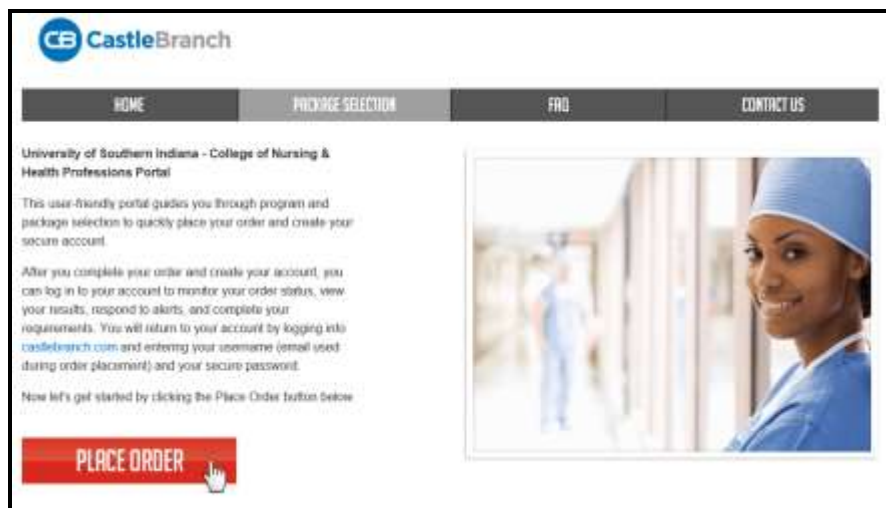 CB CastleBranch
HOME PACKAGE SELECTION FAQ CONTACT US
University of Southern Indiana - College of Nursing &
Health Professions Portal
This user-friendly portal guides you through program and
package selection to quickly place your order and create your
secure account.
After you complete your order and create your account, you
can log in to your account to monitor your order status, view
your results, respond to alerts, and complete your
requirements. You will return to your account by logging into
castlebranch.com and entering your username (email used
during order placement) and your secure password.
Now let's get started by clicking the Place Order button below
PLACE ORDER